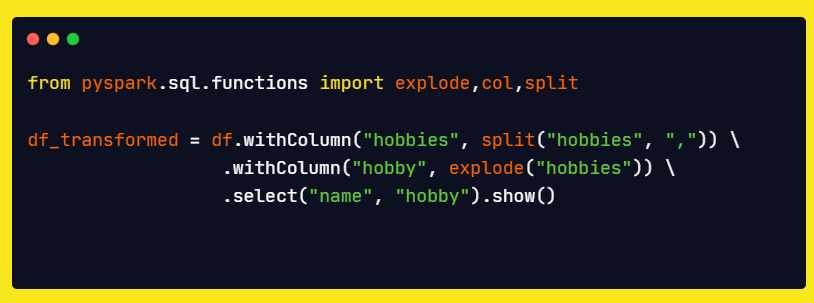 from pyspark.sql.functions import explode,col,split
df_transformed = df.withColumn("hobbies", split("hobbies", ",")) \
.withColumn("hobby", explode("hobbies")) \
.select("name", "hobby").show()